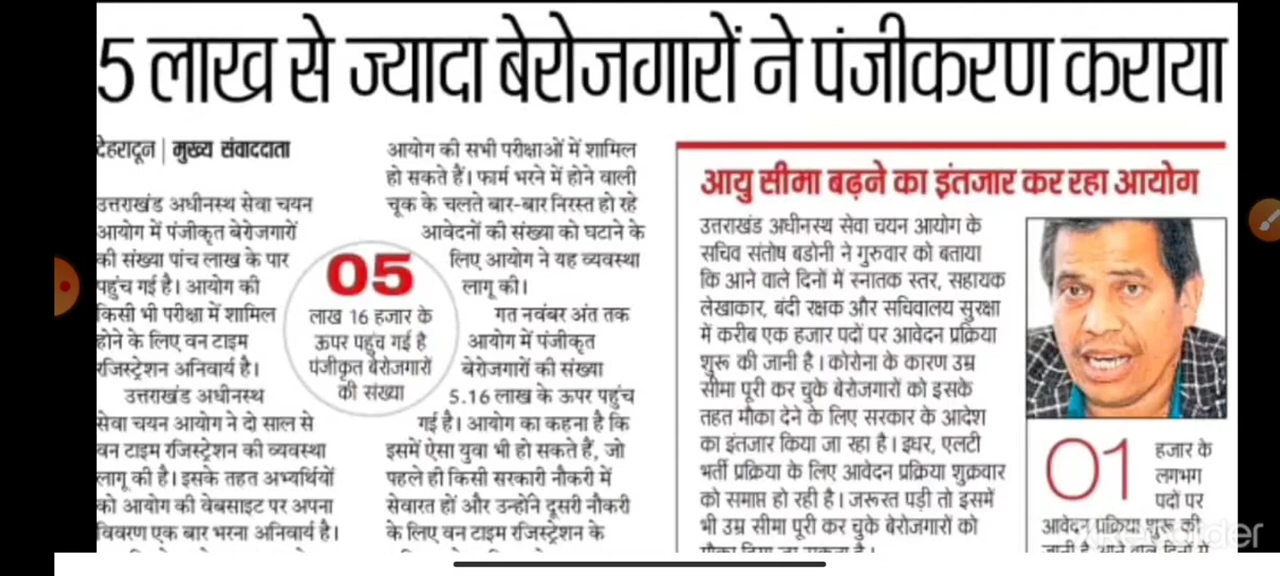 5 लाख से ज्यादा बेरोजगारों ने पंजीकरण कराया
देहरादून | मुख्य संवाददाता
उत्तराखंड अधीनस्थ सेवा चयन
आयोग में पंजीकृत बेरोजगारों
की संख्या पांच लाख के पार
पहुंच गई है। आयोग की
किसी भी परीक्षा में शामिल
होने के लिए वन टाइम
रजिस्ट्रेशन अनिवार्य है।
उत्तराखंड अधीनस्थ
सेवा चयन आयोग ने दो साल से
वन टाइम रजिस्ट्रेशन की व्यवस्था
लागू की है। इसके तहत अभ्यर्थियों
को आयोग की वेबसाइट पर अपना
विवरण एक बार भरना अनिवार्य है।
05
लाख 16 हजार के
ऊपर पहुंच गई है
पंजीकृत बेरोजगारों
की संख्या
आयोग की सभी परीक्षाओं में शामिल
हो सकते हैं। फार्म भरने में होने वाली
चूक के चलते बार-बार निरस्त हो रहे
आवेदनों की संख्या को घटाने के
लिए आयोग ने यह व्यवस्था
लागू की।
गत नवंबर अंत तक
आयोग में पंजीकृत
बेरोजगारों की संख्या
5.16 लाख के ऊपर पहुंच
गई है। आयोग का कहना है कि
इसमें ऐसा युवा भी हो सकते हैं, जो
पहले ही किसी सरकारी नौकरी में
सेवारत हों और उन्होंने दूसरी नौकरी
के लिए वन टाइम रजिस्ट्रेशन के
आयु सीमा बढ़ने का इंतजार कर रहा आयोग
उत्तराखंड अधीनस्थ सेवा चयन आयोग के
सचिव संतोष बडोनी ने गुरुवार को बताया
कि आने वाले दिनों में स्नातक स्तर, सहायक
लेखाकार, बंदी रक्षक और सचिवालय सुरक्षा
में करीब एक हजार पदों पर आवेदन प्रक्रिया
शुरू की जानी है। कोरोना के कारण उम्र
सीमा पूरी कर चुके बेरोजगारों को इसके
तहत मौका देने के लिए सरकार के आदेश
का इंतजार किया जा रहा है। इधर, एलटी
भर्ती प्रक्रिया के लिए आवेदन प्रक्रिया शुक्रवार
को समाप्त हो रही है। जरूरत पड़ी तो इसमें
भी उम्र सीमा पूरी कर चुके बेरोजगारों को
01
हजार के
लगभग
पदों पर
आवेदन प्रक्रिया शुरू की